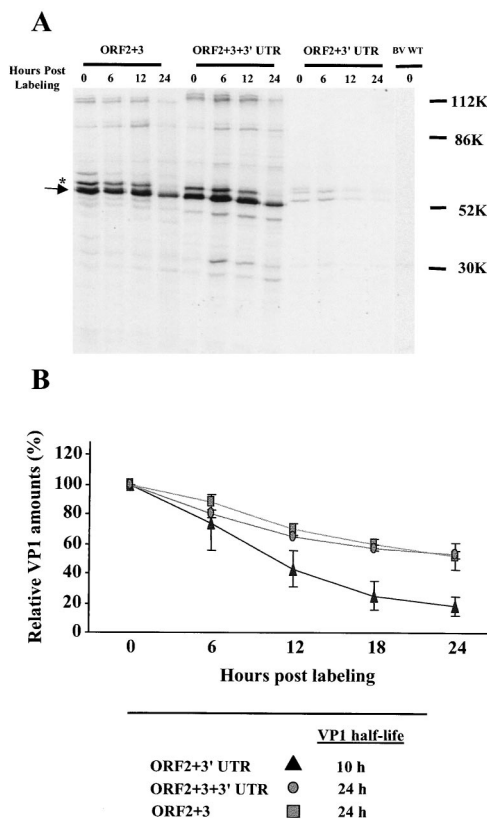 A
ORF2+3 ORF2+3+3' UTR ORF2+3' UTR BV WT
Hours Post Labeling 0 6 12 24 0 6 12 24 0 6 12 24 0
112K
86K
*
52K
30K
B
Relative VP1 amounts (%)
120
100
80
60
40
20
0
0 6 12 18 24
Hours post labeling
VP1 half-life
ORF2+3' UTR 10 h
ORF2+3+3' UTR 24 h
ORF2+3 24 h